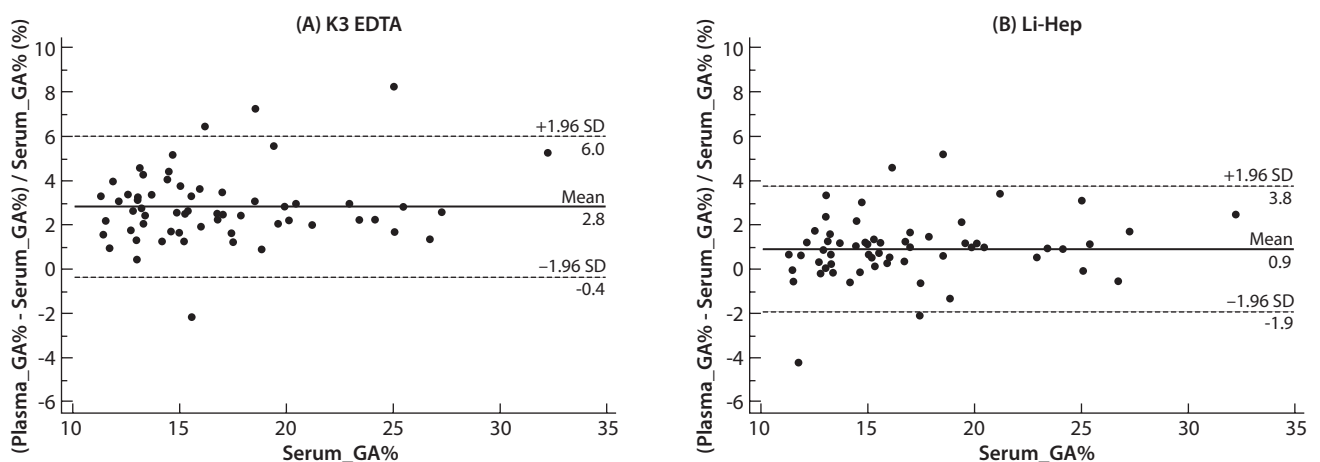 (A) K3 EDTA
(Plasma_GA% - Serum_GA%) / Serum_GA% (%)
10
8
6
4
2
0
-2
-4
-6
+1.96 SD
6.0
Mean
2.8
−1.96 SD
-0.4
10 15 20 25 30 35
Serum_GA%
(B) Li-Hep
(Plasma_GA% - Serum_GA%) / Serum_GA% (%)
10
8
6
4
2
0
-2
-4
-6
+1.96 SD
3.8
Mean
0.9
−1.96 SD
-1.9
10 15 20 25 30 35
Serum_GA%